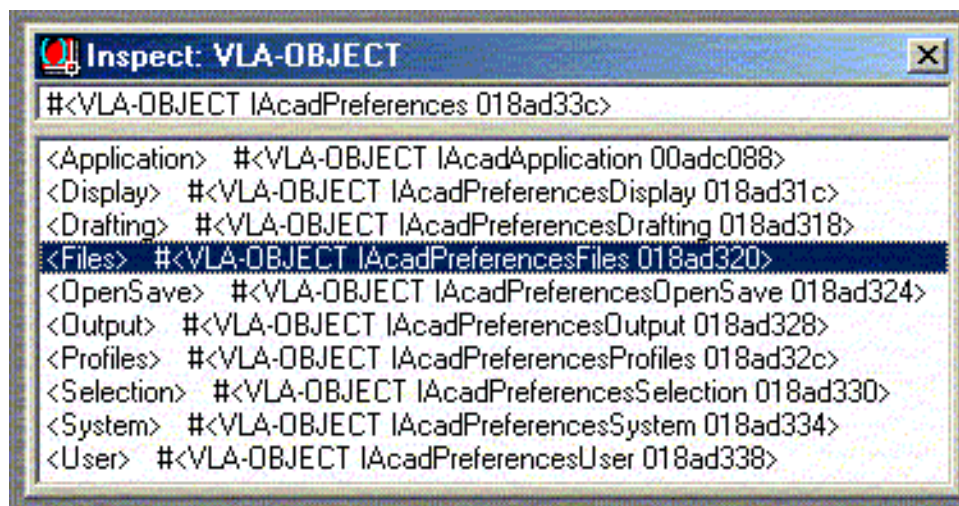 Inspect: VLA-OBJECT
#<VLA-OBJECT IAcadPreferences 018ad33c>
<Application> #<VLA-OBJECT IAcadApplication 00adc088>
<Display> #<VLA-OBJECT IAcadPreferencesDisplay 018ad31c>
<Drafting> #<VLA-OBJECT IAcadPreferencesDrafting 018ad318>
<Files> #<VLA-OBJECT IAcadPreferencesFiles 018ad320>
<OpenSave> #<VLA-OBJECT IAcadPreferencesOpenSave 018ad324>
<Output> #<VLA-OBJECT IAcadPreferencesOutput 018ad328>
<Profiles> #<VLA-OBJECT IAcadPreferencesProfiles 018ad32c>
<Selection> #<VLA-OBJECT IAcadPreferencesSelection 018ad330>
<System> #<VLA-OBJECT IAcadPreferencesSystem 018ad334>
<User> #<VLA-OBJECT IAcadPreferencesUser 018ad338>